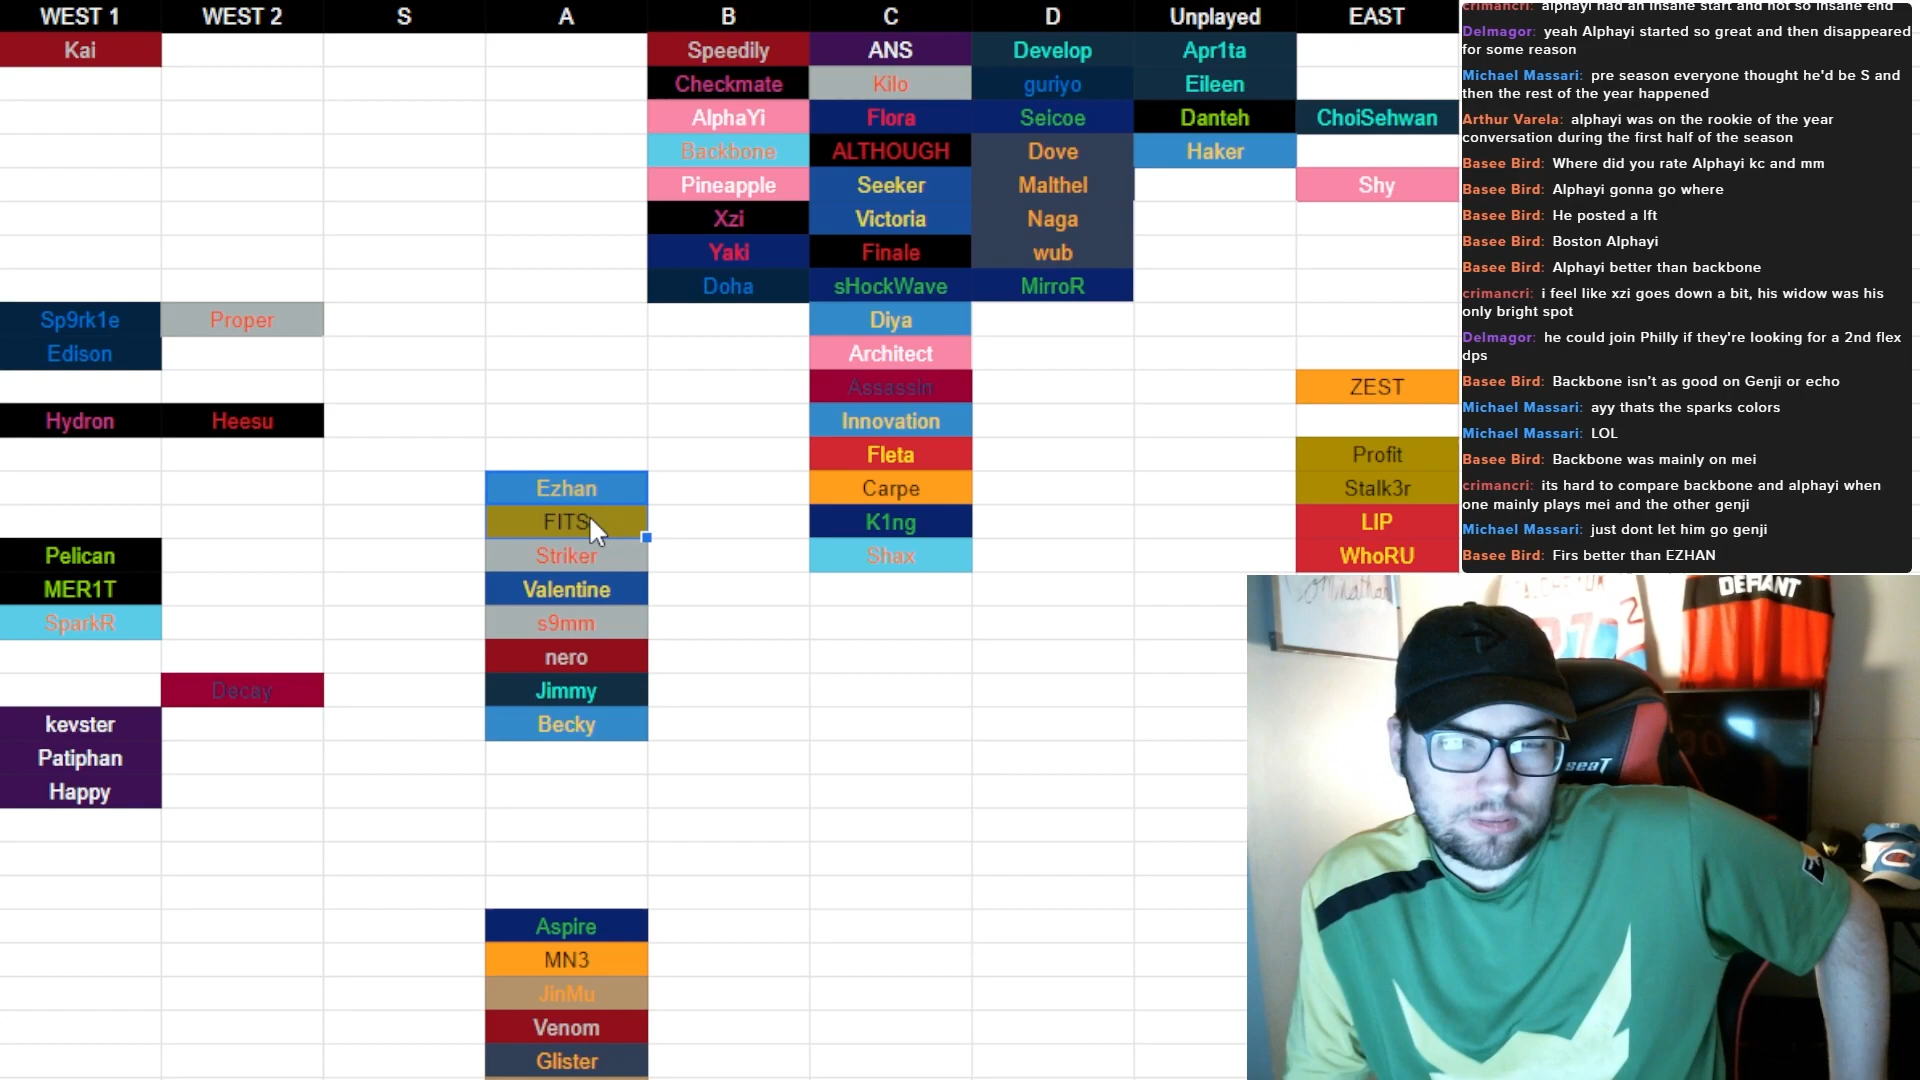 WEST 1 WEST 2 S A B C D Unplayed EAST
Kai Speedily ANS Develop Apr1ta
Checkmate Kilo guriyo Eileen
AlphaYi Flora Seicoe Danteh ChoiSehwan
Backbone ALTHOUGH Dove Haker
Pineapple Seeker Malthel Shy
Xzi Victoria Naga
Yaki Finale wub
Doha sHockWave MirroR
Sp9rk1e Proper Diya
Edison Architect
Assassin ZEST
Hydron Heesu Innovation
Fleta Profit
Ezhan Carpe Stalk3r
FITS K1ng LIP
Pelican Striker Shax WhoRU
MER1T Valentine
SparkR s9mm
nero
Decay Jimmy
kevster Becky
Patiphan
Happy
Aspire
MN3
JinMu
Venom
Glister
crimancri: alphayi had an insane start and not so insane end
Delmagor: yeah Alphayi started so great and then disappeared
for some reason
Michael Massari: pre season everyone thought he'd be S and
then the rest of the year happened
Arthur Varela: alphayi was on the rookie of the year
conversation during the first half of the season
Basee Bird: Where did you rate Alphayi kc and mm
Basee Bird: Alphayi gonna go where
Basee Bird: He posted a lft
Basee Bird: Boston Alphayi
Basee Bird: Alphayi better than backbone
crimancri: i feel like xzi goes down a bit, his widow was his
only bright spot
Delmagor: he could join Philly if they're looking for a 2nd flex
dps
Basee Bird: Backbone isn't as good on Genji or echo
Michael Massari: ayy thats the sparks colors
Michael Massari: LOL
Basee Bird: Backbone was mainly on mei
crimancri: its hard to compare backbone and alphayi when
one mainly plays mei and the other genji
Michael Massari: just dont let him go genji
Basee Bird: Firs better than EZHAN
DEFIANT
seaT